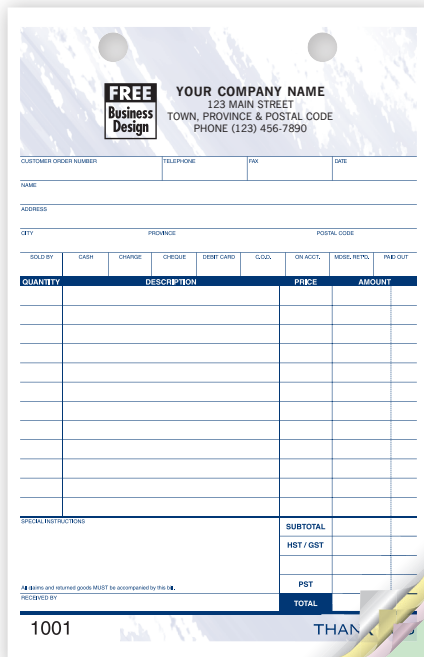 FREE
Business
Design
YOUR COMPANY NAME
123 MAIN STREET
TOWN, PROVINCE & POSTAL CODE
PHONE (123) 456-7890
CUSTOMER ORDER NUMBER TELEPHONE FAX DATE
NAME
ADDRESS
CITY PROVINCE POSTAL CODE
SOLD BY CASH CHARGE CHEQUE DEBIT CARD C.O.D. ON ACCT. MDSE. RET'D. PAID OUT
QUANTITY DESCRIPTION PRICE AMOUNT
SPECIAL INSTRUCTIONS
SUBTOTAL
HST / GST
PST
All claims and returned goods MUST be accompanied by this bill.
RECEIVED BY
TOTAL
1001